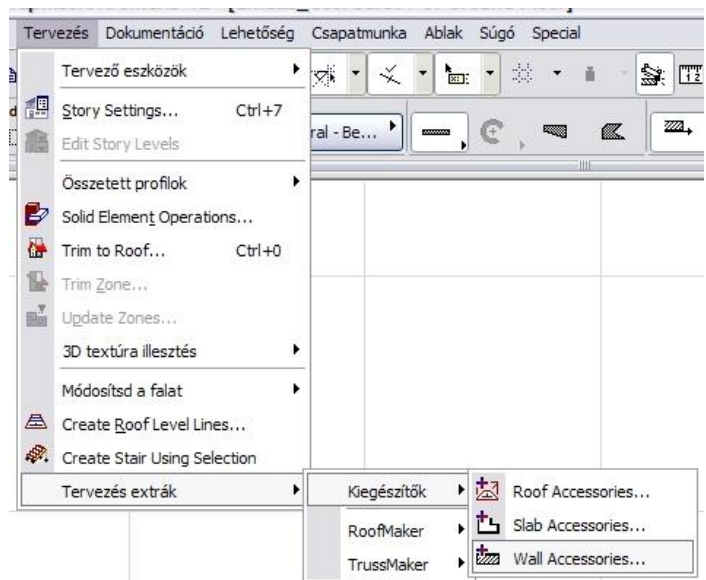 Tervezés Dokumentáció Lehetőség Csapatmunka Ablak Súgó Special
Tervező eszközök
Story Settings... Ctrl+7
Edit Story Levels
ral - Be...
Összetett profilok
Solid Element Operations...
Trim to Roof... Ctrl+0
Trim Zone...
Update Zones...
3D textúra illesztés
Módosítsd a falat
Create Roof Level Lines...
Create Stair Using Selection
Tervezés extrák
Kiegészítők
RoofMaker
TrussMaker
Roof Accessories...
Slab Accessories...
Wall Accessories...